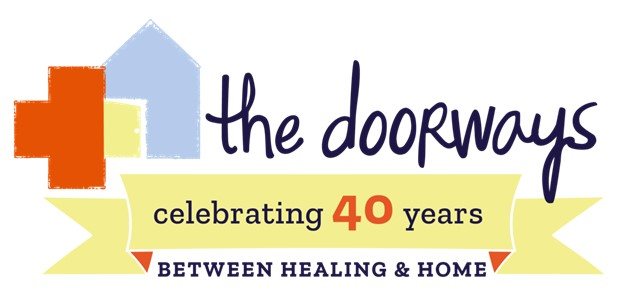 the doorways
celebrating 40 years
BETWEEN HEALING & HOME